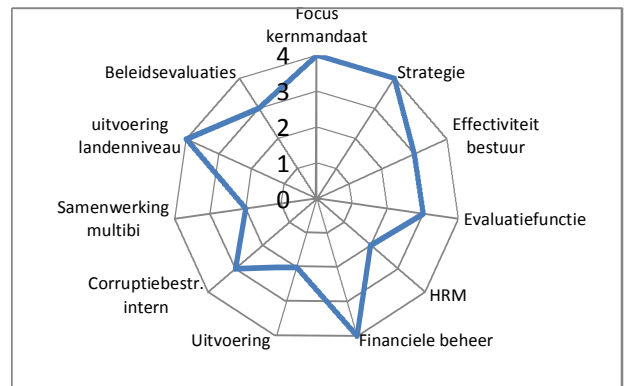 Focus
kernmandaat
Strategie
Effectiviteit
bestuur
Evaluatiefunctie
HRM
Financiele beheer
Uitvoering
Corruptiebestr.
intern
Samenwerking
multibi
uitvoering
landenniveau
Beleidsevaluaties
4
3
2
1
0